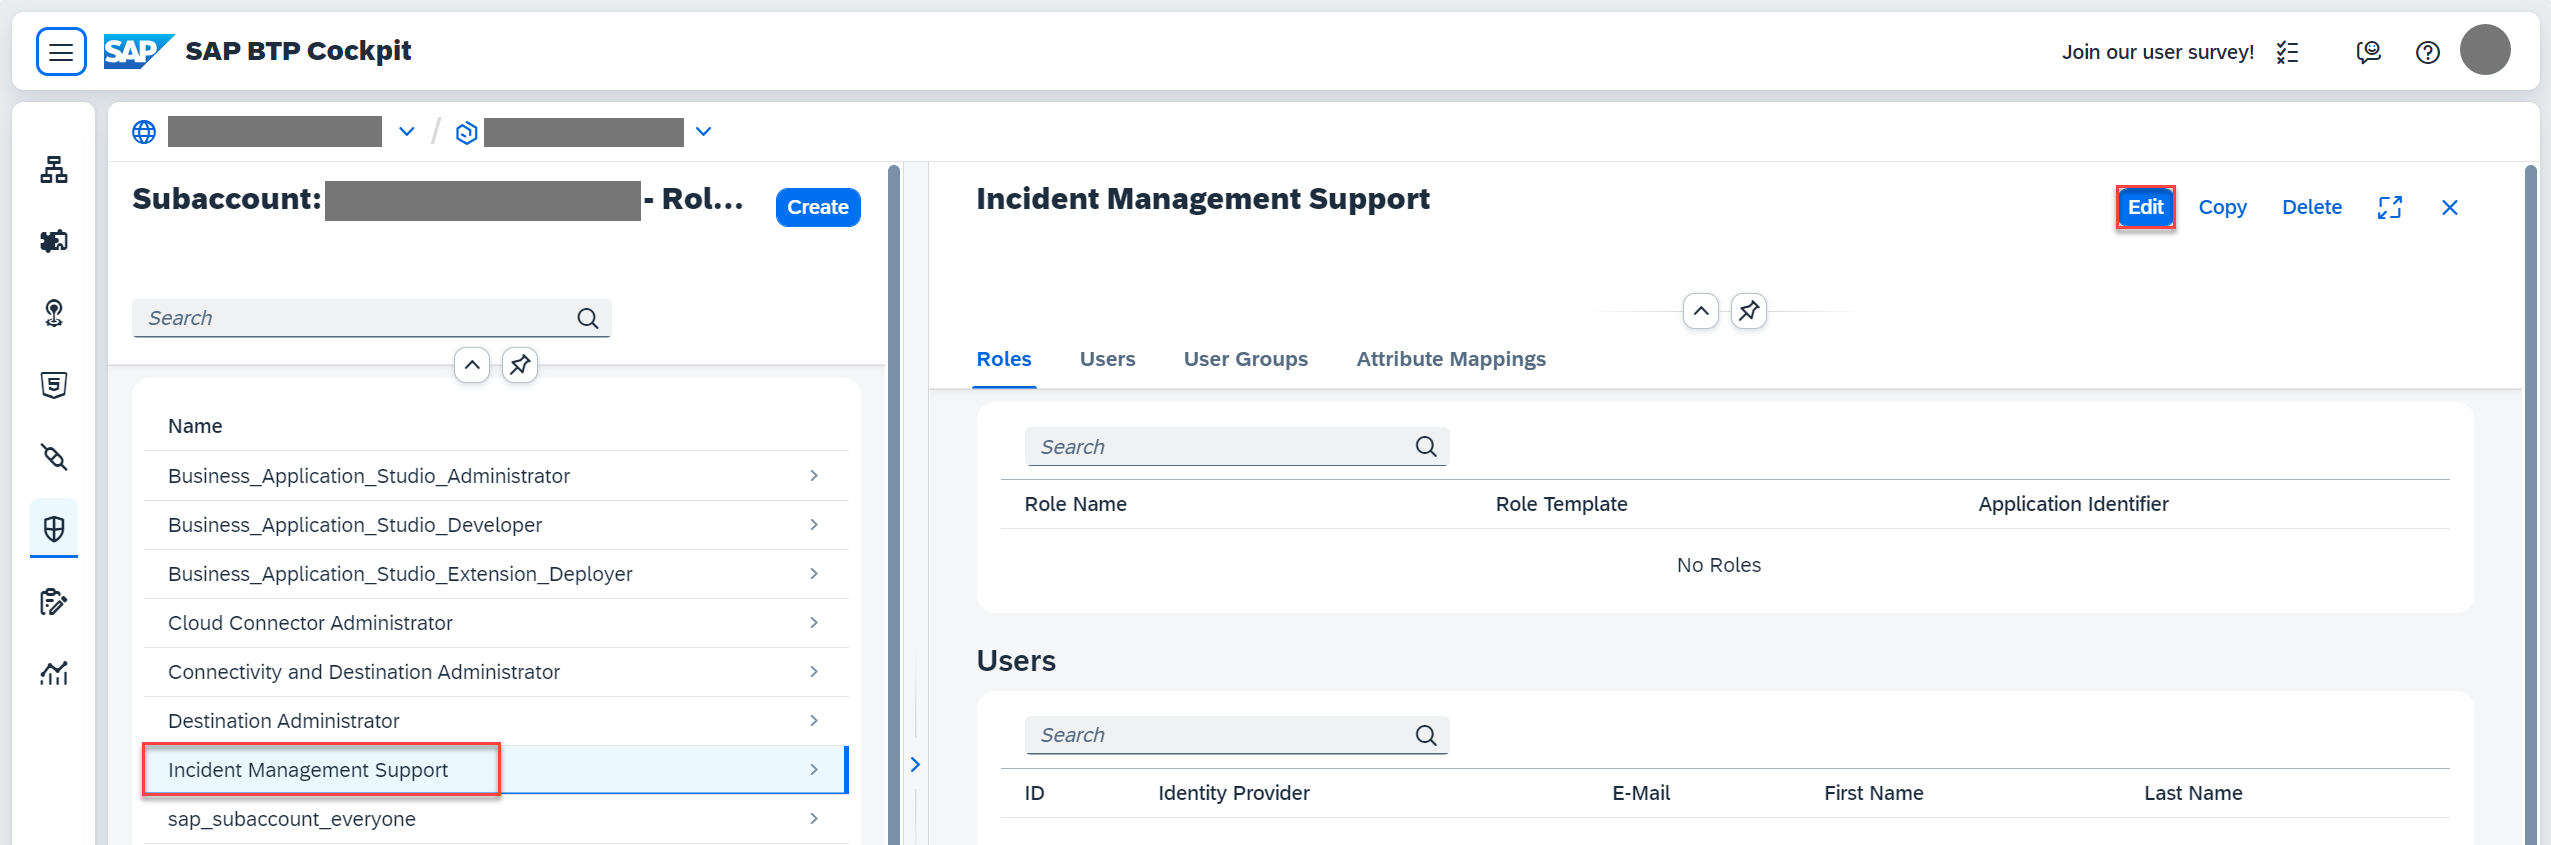 SAP SAP BTP Cockpit
Join our user survey!
Subaccount: - Rol...
Create
Search
Name
Business_Application_Studio_Administrator
Business_Application_Studio_Developer
Business_Application_Studio_Extension_Deployer
Cloud Connector Administrator
Connectivity and Destination Administrator
Destination Administrator
Incident Management Support
sap_subaccount_everyone
Incident Management Support
Edit Copy Delete
Roles Users User Groups Attribute Mappings
Search
Role Name Role Template Application Identifier
No Roles
Users
Search
ID Identity Provider E-Mail First Name Last Name